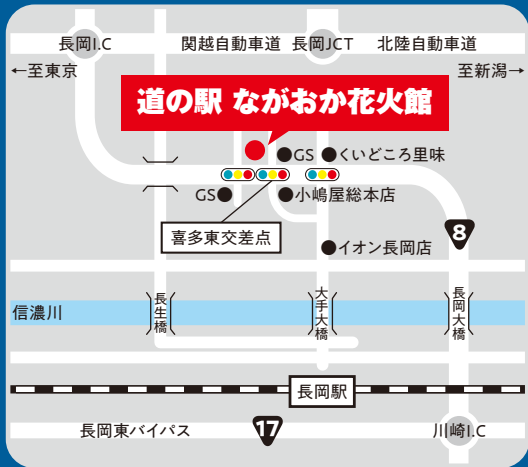 長岡I.C
関越自動車道
長岡JCT
北陸自動車道
←至東京
至新潟→
道の駅 ながおか花火館
●GS
●くいどころ里味
GS●
●小嶋屋総本店
喜多東交差点
8
●イオン長岡店
信濃川
長生橋
大手大橋
長岡大橋
長岡駅
長岡東バイパス
17
川崎I.C